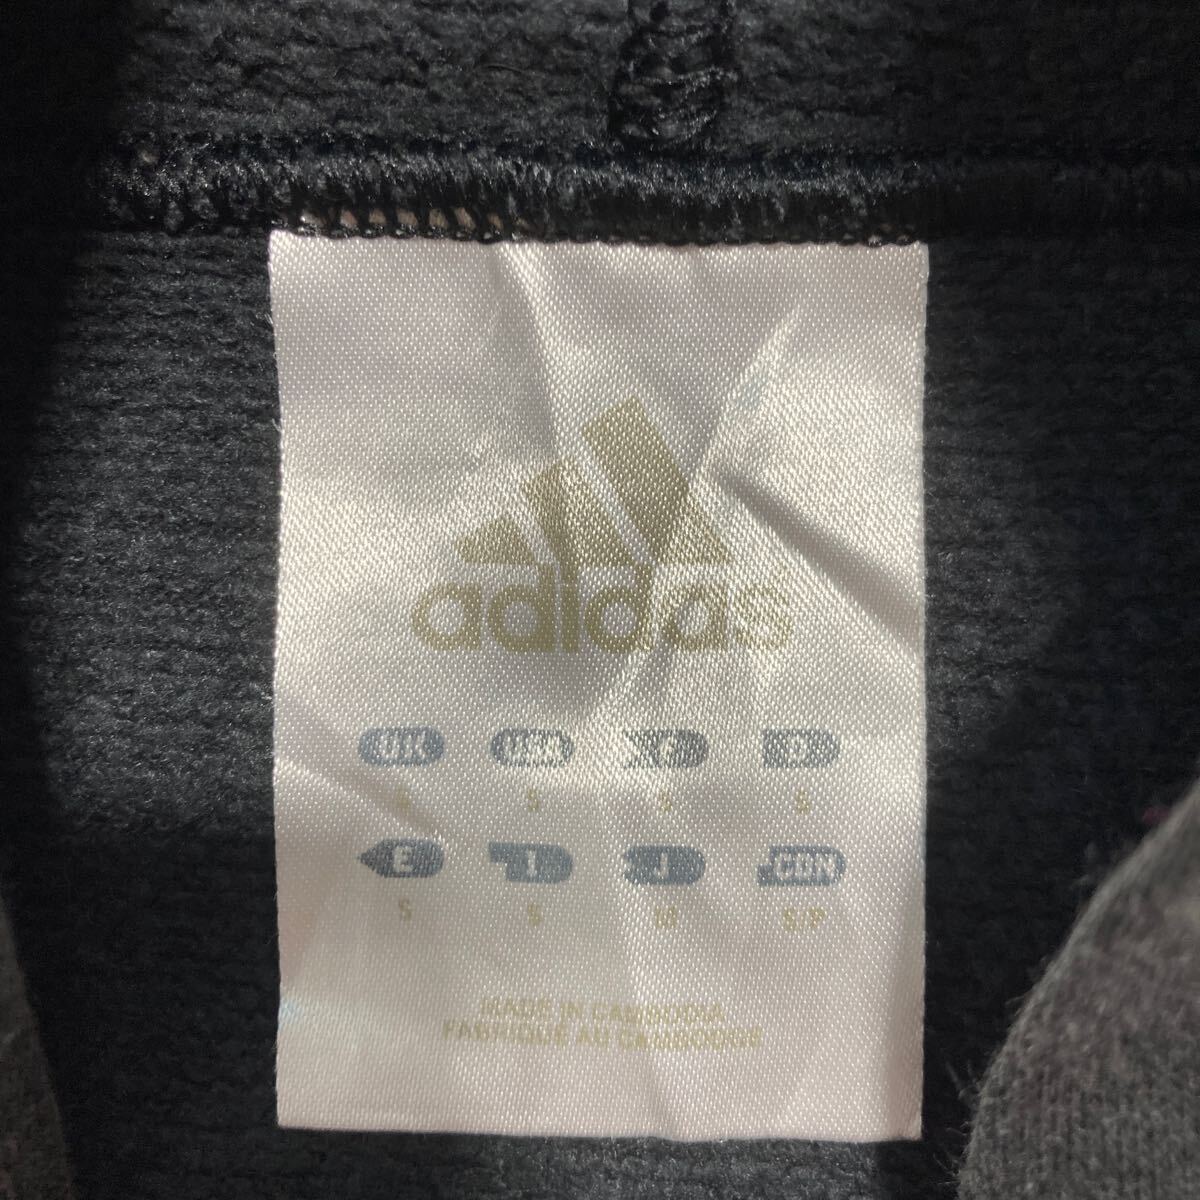 adidas
UK USA F D
S S S
E I J CDN
S S M S/P
MADE IN CAMBODIA
FABRIQUÉ AU CAMBODGE